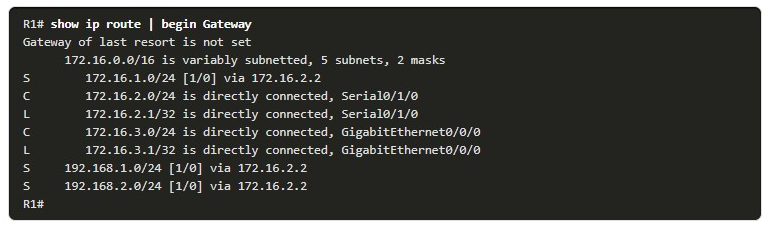 R1# show ip route | begin Gateway
Gateway of last resort is not set
      172.16.0.0/16 is variably subnetted, 5 subnets, 2 masks
S        172.16.1.0/24 [1/0] via 172.16.2.2
C        172.16.2.0/24 is directly connected, Serial0/1/0
L        172.16.2.1/32 is directly connected, Serial0/1/0
C        172.16.3.0/24 is directly connected, GigabitEthernet0/0/0
L        172.16.3.1/32 is directly connected, GigabitEthernet0/0/0
S     192.168.1.0/24 [1/0] via 172.16.2.2
S     192.168.2.0/24 [1/0] via 172.16.2.2
R1#